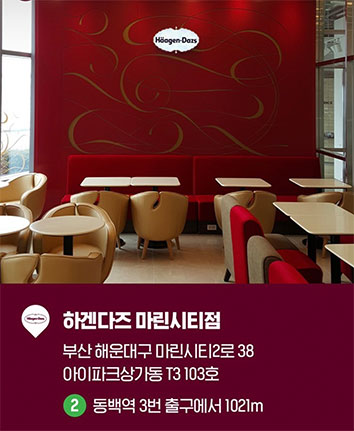 Häagen-Dazs
하겐다즈 마린시티점
부산 해운대구 마린시티2로 38
아이파크상가동 T3 103호
2 동백역 3번 출구에서 1021m